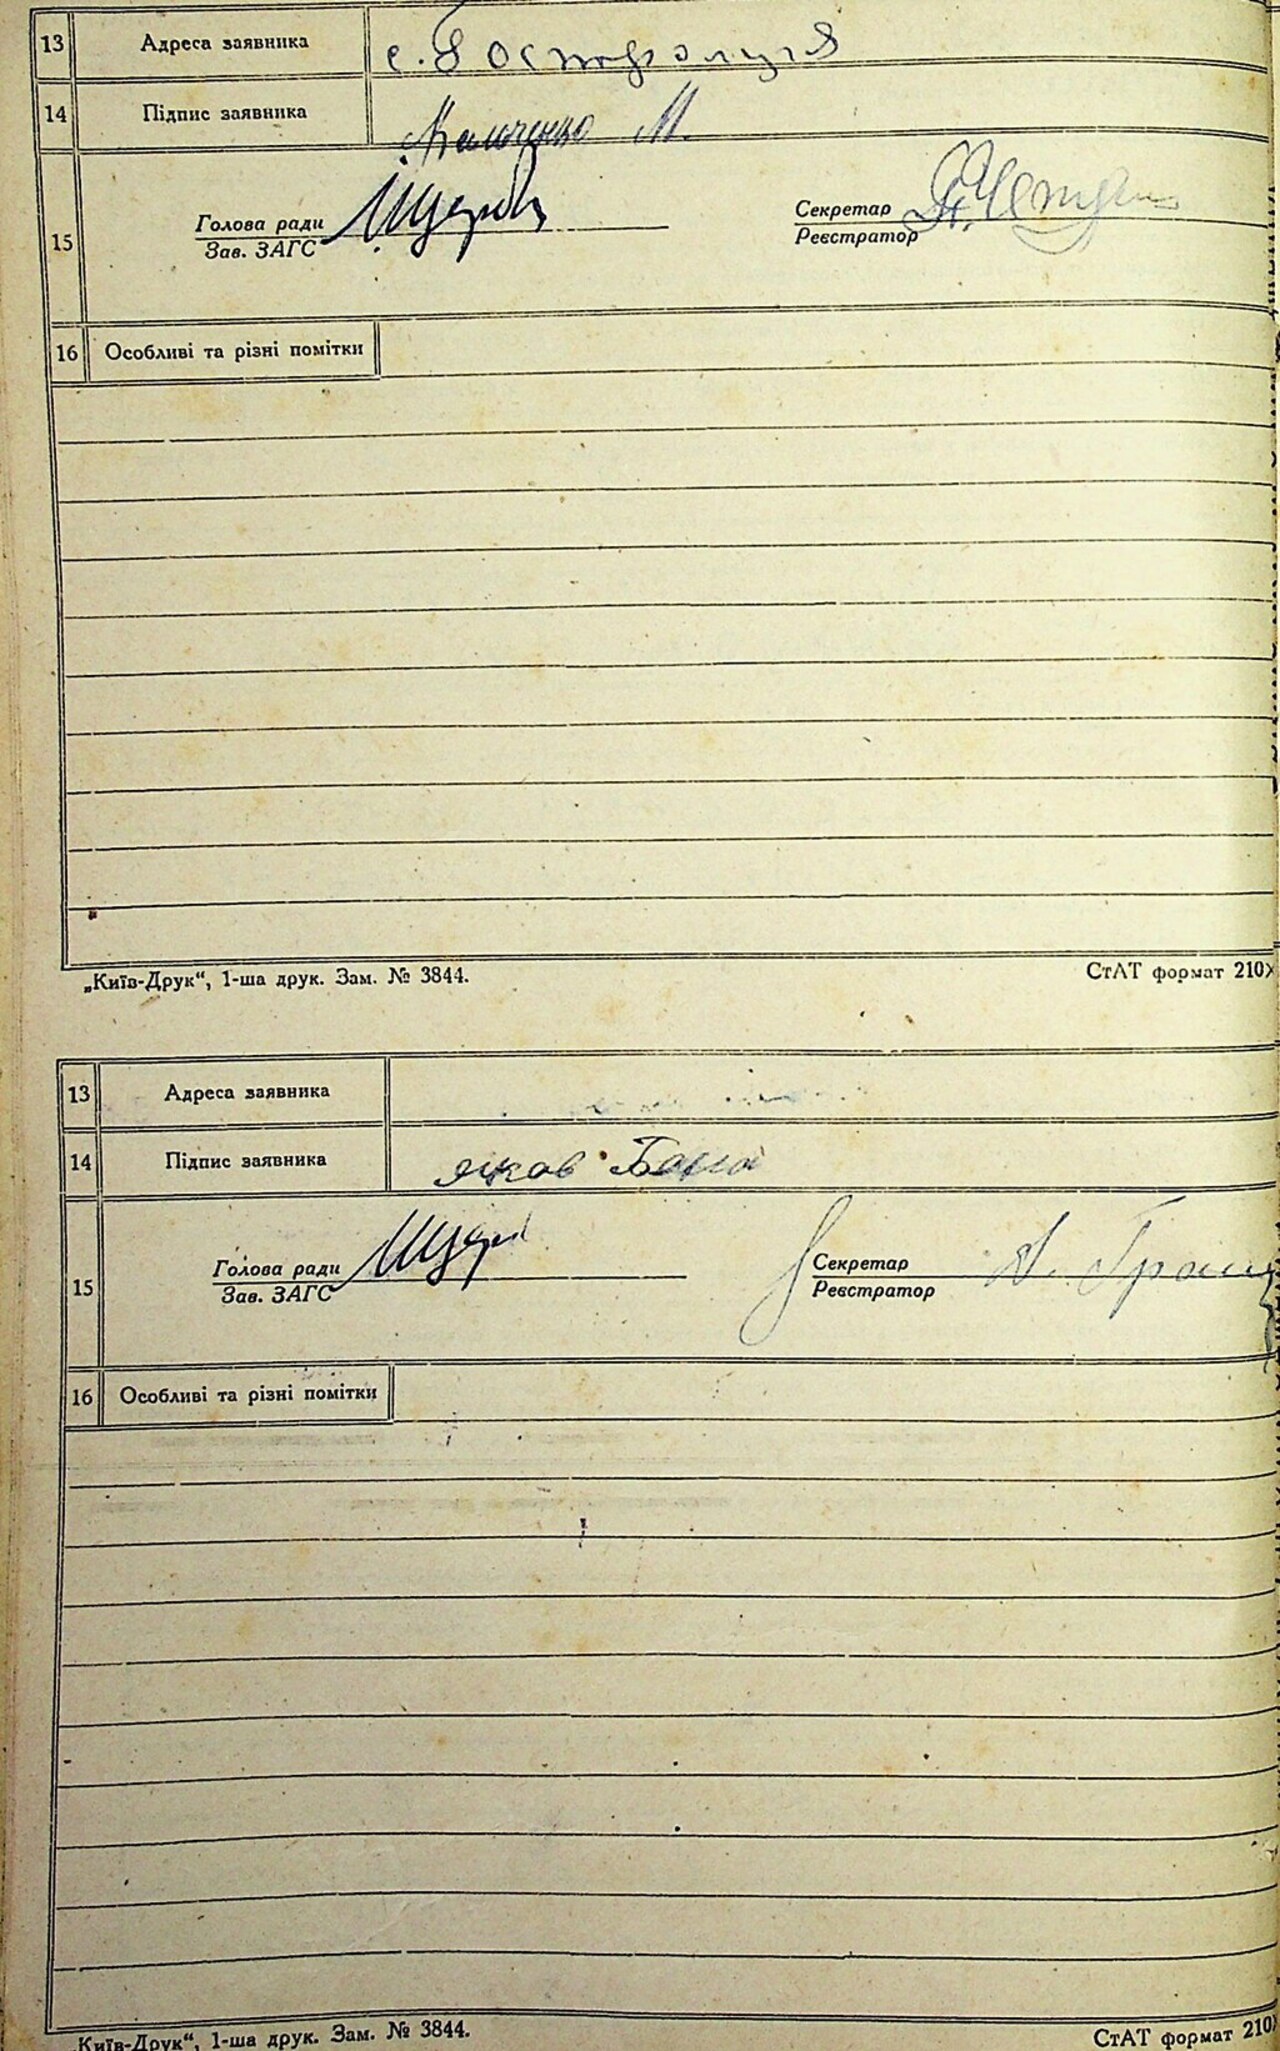 13 Адреса заявника с. Гостролуччя
14 Підпис заявника М.
15 Голова ради Секретар
Зав. ЗАГС Реєстратор
16 Особливі та різні помітки
„Київ-Друк“, 1-ша друк. Зам. № 3844. СтАТ формат 210×
13 Адреса заявника
14 Підпис заявника Яков
15 Голова ради Секретар
Зав. ЗАГС Реєстратор
16 Особливі та різні помітки
„Київ-Друк“, 1-ша друк. Зам. № 3844. СтАТ формат 210×